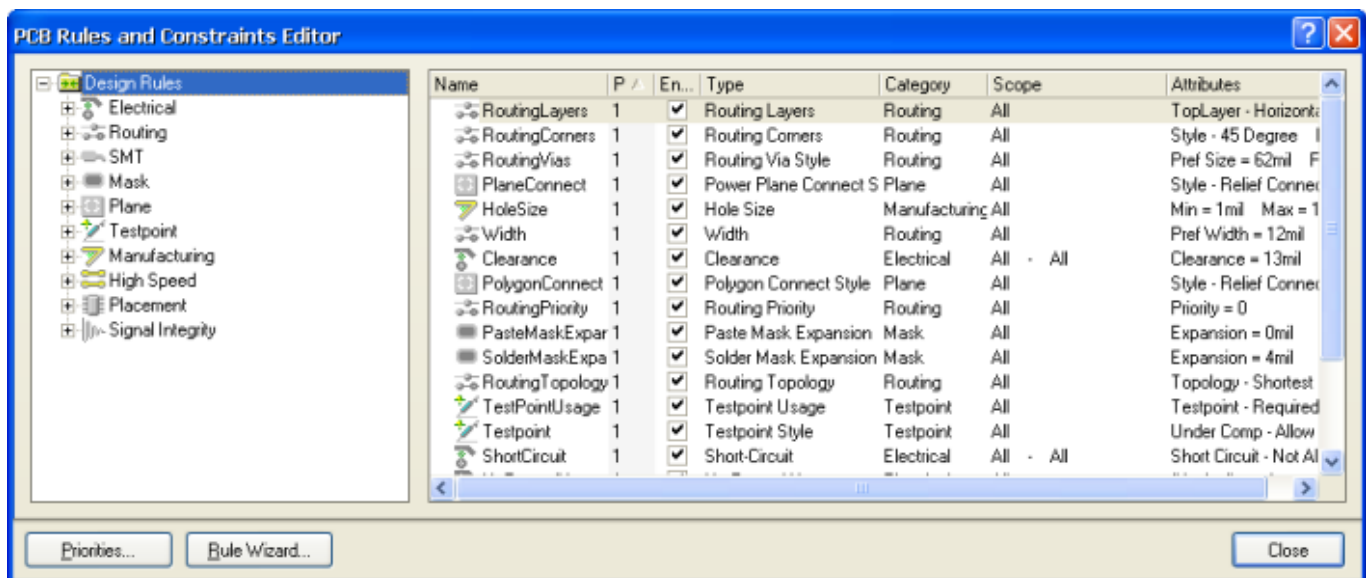 PCB Rules and Constraints Editor
Design Rules
Electrical
Routing
SMT
Mask
Plane
Testpoint
Manufacturing
High Speed
Placement
Signal Integrity
Name P En... Type Category Scope Attributes
RoutingLayers 1 Routing Layers Routing All TopLayer - Horizonta
RoutingCorners 1 Routing Corners Routing All Style - 45 Degree
RoutingVias 1 Routing Via Style Routing All Pref Size = 62mil F
PlaneConnect 1 Power Plane Connect S Plane All Style - Relief Connec
HoleSize 1 Hole Size Manufacturing All Min = 1mil Max = 1
Width 1 Width Routing All Pref Width = 12mil
Clearance 1 Clearance Electrical All - All Clearance = 13mil
PolygonConnect 1 Polygon Connect Style Plane All Style - Relief Connec
RoutingPriority 1 Routing Priority Routing All Priority = 0
PasteMaskExpar 1 Paste Mask Expansion Mask All Expansion = 0mil
SolderMaskExpa 1 Solder Mask Expansion Mask All Expansion = 4mil
RoutingTopology 1 Routing Topology Routing All Topology - Shortest
TestPointUsage 1 Testpoint Usage Testpoint All Testpoint - Required
Testpoint 1 Testpoint Style Testpoint All Under Comp - Allow
ShortCircuit 1 Short-Circuit Electrical All - All Short Circuit - Not Al
Priorities... Rule Wizard... Close